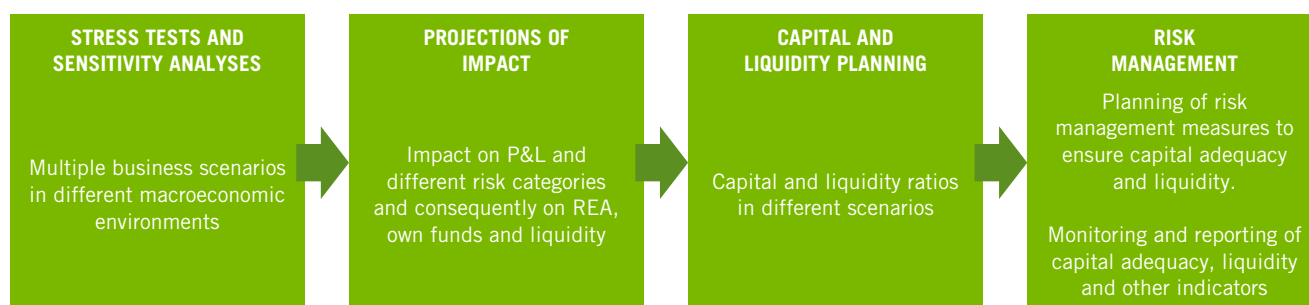 STRESS TESTS AND
SENSITIVITY ANALYSES
Multiple business scenarios
in different macroeconomic
environments
PROJECTIONS OF
IMPACT
Impact on P&L and
different risk categories
and consequently on REA,
own funds and liquidity
CAPITAL AND
LIQUIDITY PLANNING
Capital and liquidity ratios
in different scenarios
RISK
MANAGEMENT
Planning of risk
management measures to
ensure capital adequacy
and liquidity.
Monitoring and reporting of
capital adequacy, liquidity
and other indicators